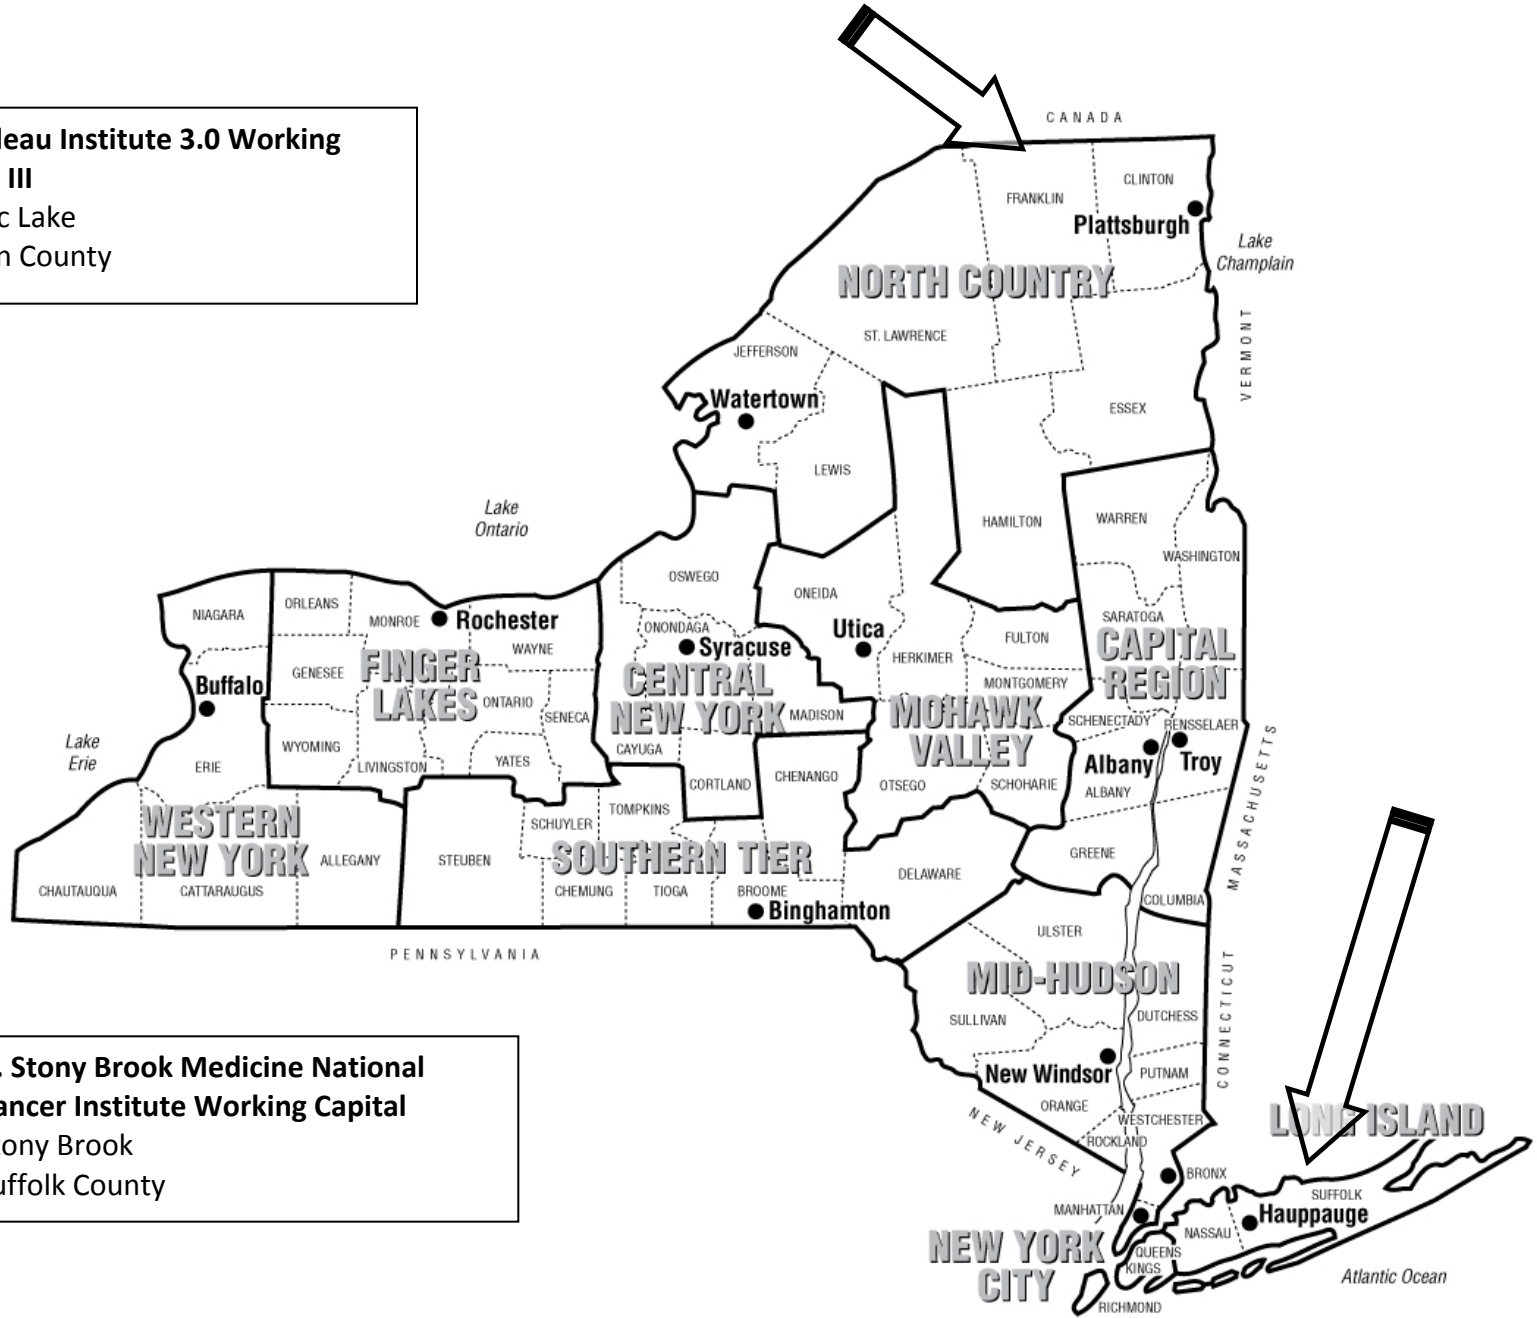 CANADA
leau Institute 3.0 Working
III
c Lake
n County
CLINTON
FRANKLIN
Plattsburgh
Lake
Champlain
NORTH COUNTRY
VERMONT
ST. LAWRENCE
JEFFERSON
Watertown
ESSEX
LEWIS
Lake
Ontario
HAMILTON
WARREN
WASHINGTON
OSWEGO
ONEIDA
NIAGARA
ORLEANS
MONROE
Rochester
SARATOGA
ONONDAGA
Utica
FULTON
CAPITAL
REGION
WAYNE
Syracuse
HERKIMER
GENESEE
FINGER
LAKES
CENTRAL
NEW YORK
MONTGOMERY
Buffalo
ONTARIO
SENECA
MADISON
MOHAWK
VALLEY
SCHENECTADY
RENSSELAER
Lake
Erie
WYOMING
CAYUGA
Albany
Troy
MASSACHUSETTS
ERIE
LIVINGSTON
YATES
CORTLAND
CHENANGO
OTSEGO
SCHOHARIE
ALBANY
WESTERN
NEW YORK
SCHUYLER
TOMPKINS
SOUTHERN TIER
GREENE
ALLEGANY
STEUBEN
DELAWARE
CHAUTAUQUA
CATTARAUGUS
CHEMUNG
TIOGA
BROOME
COLUMBIA
Binghamton
ULSTER
PENNSYLVANIA
MID-HUDSON
CONNECTICUT
SULLIVAN
DUTCHESS
. Stony Brook Medicine National
ancer Institute Working Capital
tony Brook
uffolk County
New Windsor
PUTNAM
ORANGE
NEW JERSEY
WESTCHESTER
LONG ISLAND
ROCKLAND
BRONX
SUFFOLK
MANHATTAN
Hauppauge
NASSAU
NEW YORK
CITY
QUEENS
KINGS
Atlantic Ocean
RICHMOND